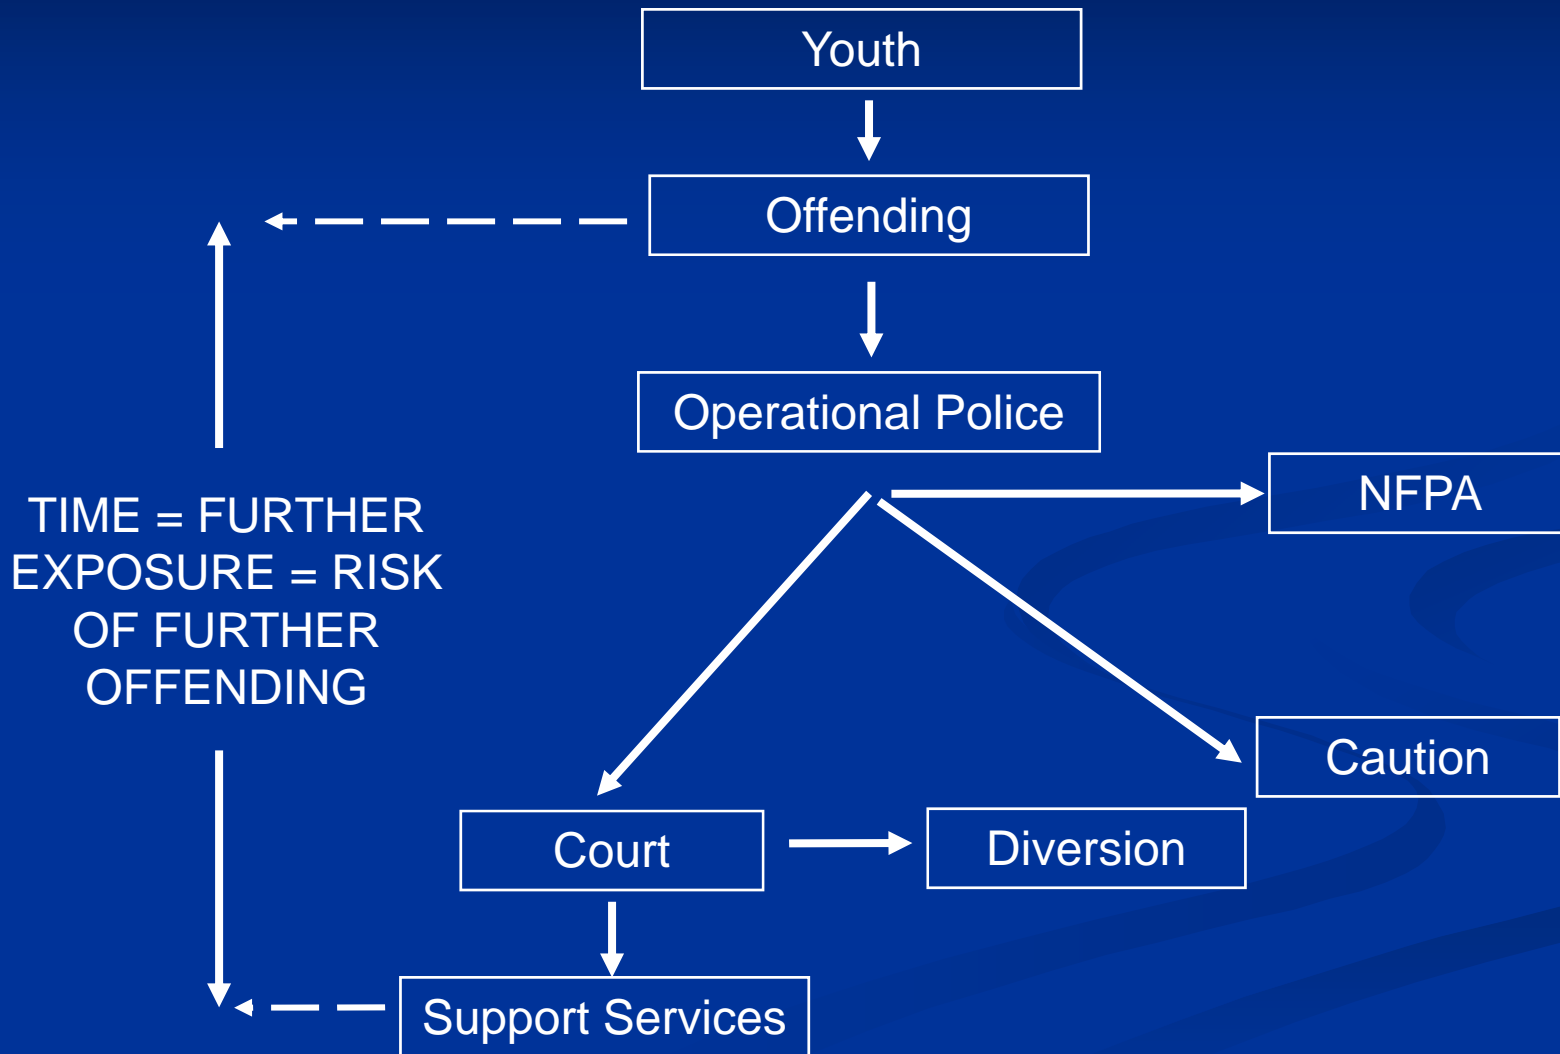 Youth
Offending
Operational Police
NFPA
TIME = FURTHER
EXPOSURE = RISK
OF FURTHER
OFFENDING
Caution
Court
Diversion
Support Services